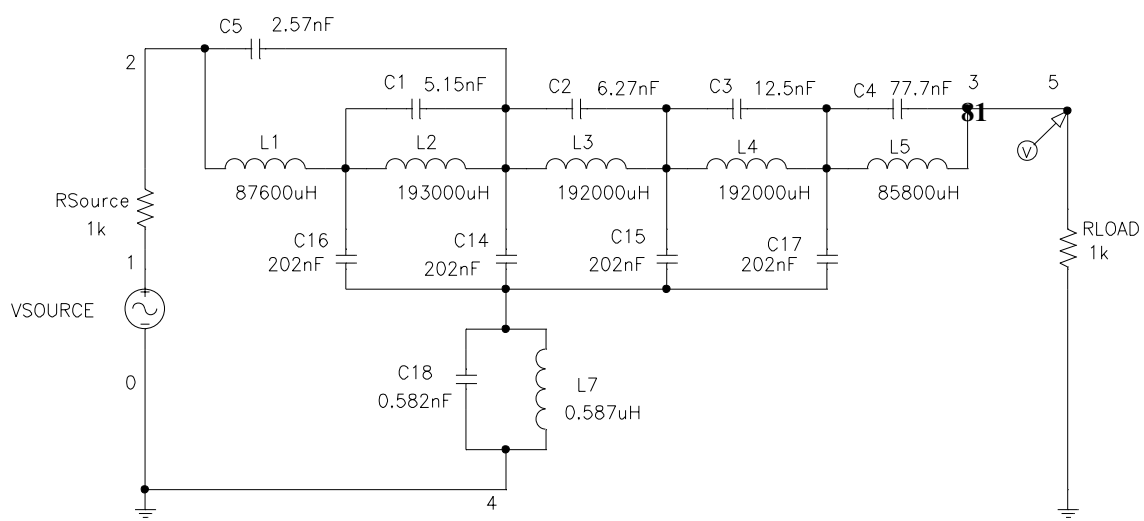 C5 2.57nF
2
C1 5.15nF
C2 6.27nF
C3 12.5nF
C4 77.7nF
3
81
5
V
L1
87600uH
L2
193000uH
L3
192000uH
L4
192000uH
L5
85800uH
RSource
1k
C16
202nF
C14
202nF
C15
202nF
C17
202nF
RLOAD
1k
1
VSOURCE
0
C18
0.582nF
L7
0.587uH
4